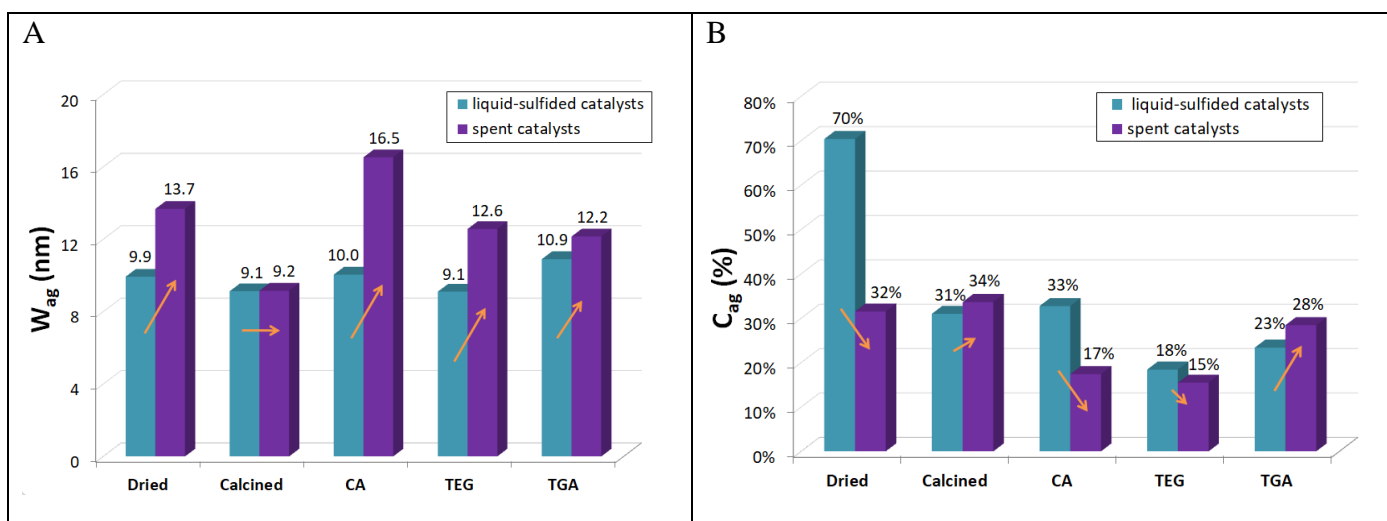 A
W_ag (nm)
20
16
12
8
4
0
liquid-sulfided catalysts
spent catalysts
9.9
13.7
9.1
9.2
10.0
16.5
9.1
12.6
10.9
12.2
Dried
Calcined
CA
TEG
TGA
B
C_ag (%)
80%
70%
60%
50%
40%
30%
20%
10%
0%
liquid-sulfided catalysts
spent catalysts
70%
32%
31%
34%
33%
17%
18%
15%
23%
28%
Dried
Calcined
CA
TEG
TGA